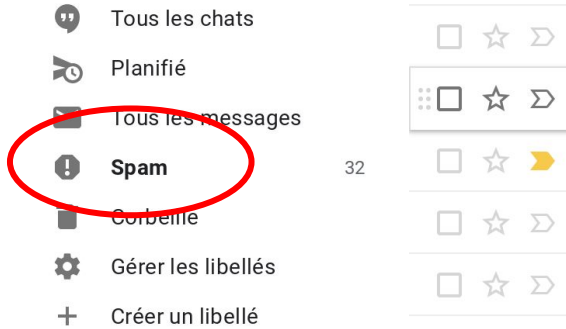 Tous les chats
Planifié
Tous les messages
Spam 32
Corbeille
Gérer les libellés
Créer un libellé